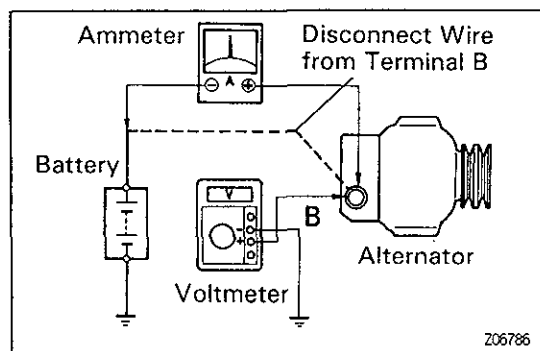 Ammeter
Disconnect Wire
from Terminal B
A
Battery
V
B
Voltmeter
Alternator
Z06786